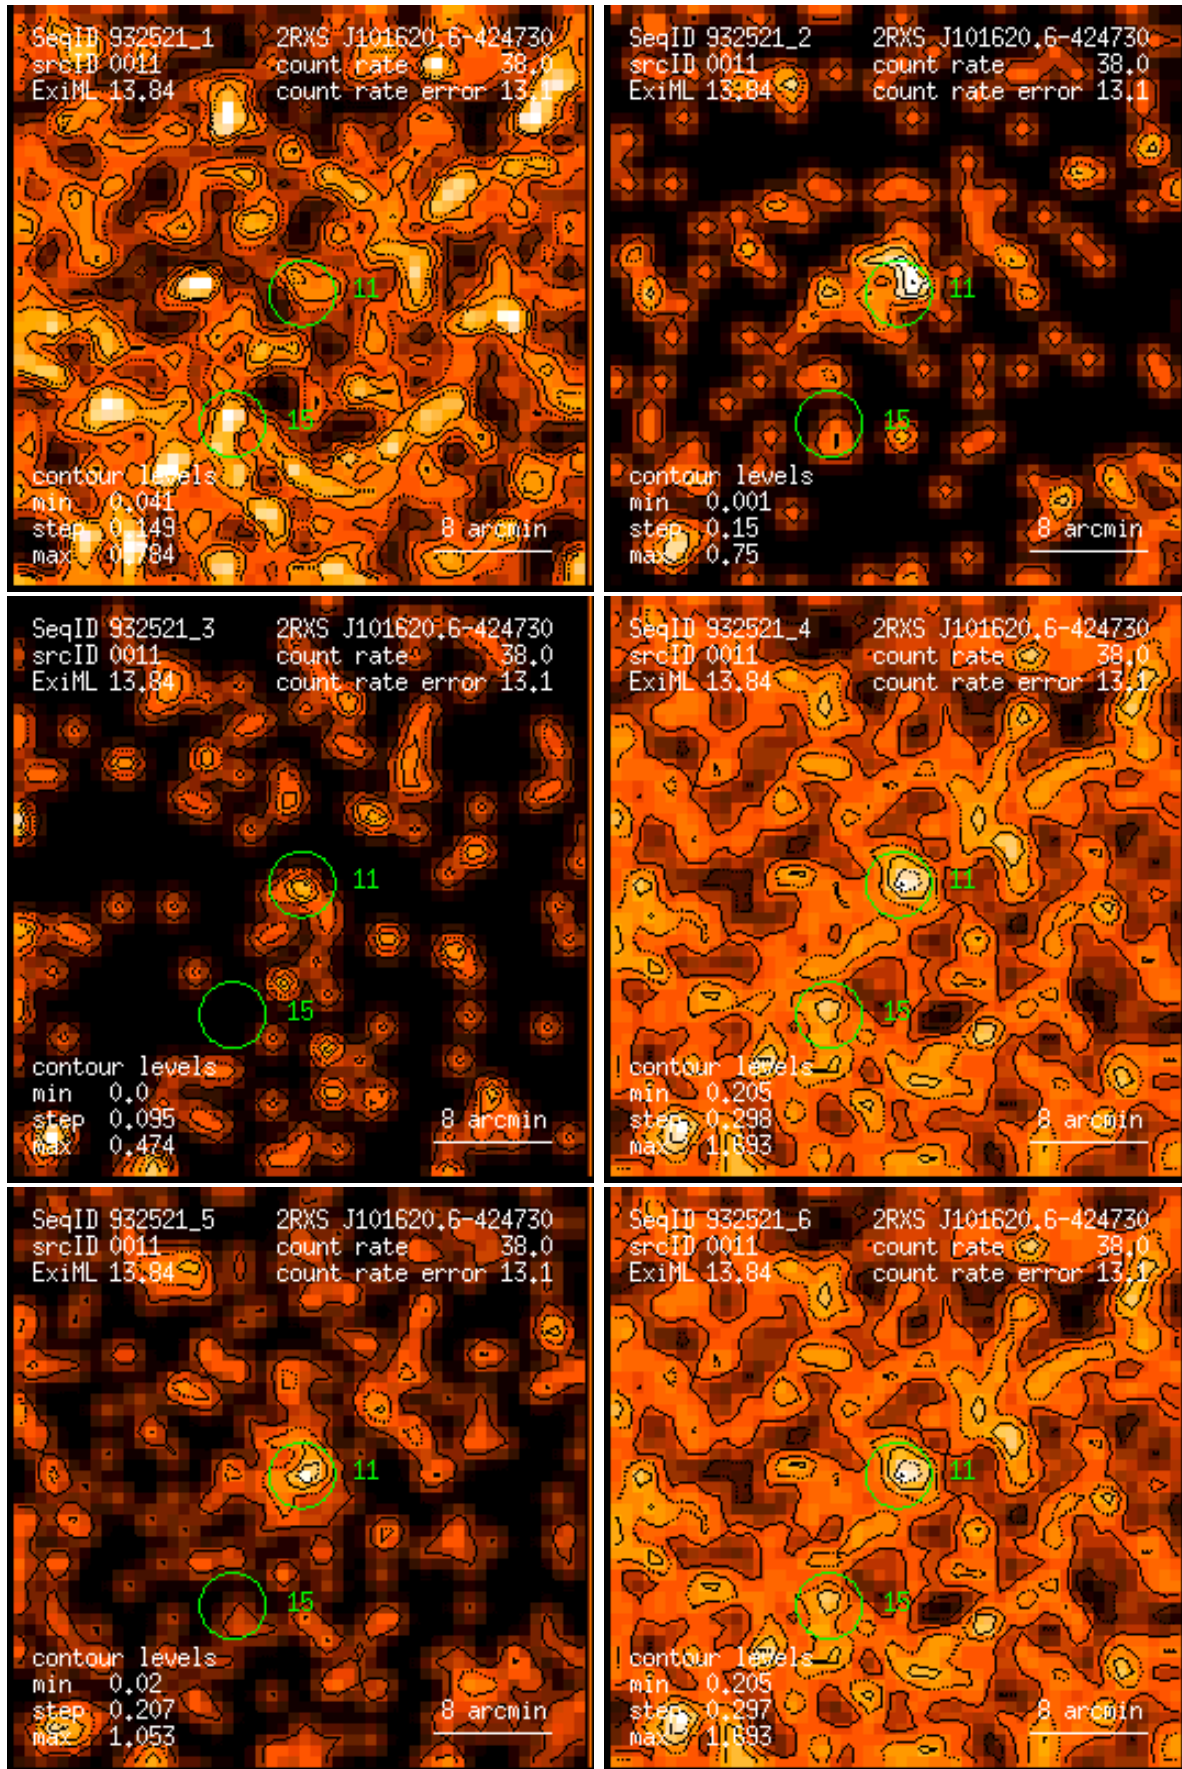 SeqID 932521_1 2RXS J101620.6-424730
srcID 0011 count rate 38.0
ExiML 13.84 count rate error 13.1
11
15
contour levels
min 0.041
step 0.149
max 0.784
8 arcmin
SeqID 932521_2 2RXS J101620.6-424730
srcID 0011 count rate 38.0
ExiML 13.84 count rate error 13.1
11
15
contour levels
min 0.001
step 0.15
max 0.75
8 arcmin
SeqID 932521_3 2RXS J101620.6-424730
srcID 0011 count rate 38.0
ExiML 13.84 count rate error 13.1
11
15
contour levels
min 0.0
step 0.095
max 0.474
8 arcmin
SeqID 932521_4 2RXS J101620.6-424730
srcID 0011 count rate 38.0
ExiML 13.84 count rate error 13.1
11
15
contour levels
min 0.205
step 0.298
max 1.693
8 arcmin
SeqID 932521_5 2RXS J101620.6-424730
srcID 0011 count rate 38.0
ExiML 13.84 count rate error 13.1
11
15
contour levels
min 0.02
step 0.207
max 1.053
8 arcmin
SeqID 932521_6 2RXS J101620.6-424730
srcID 0011 count rate 38.0
ExiML 13.84 count rate error 13.1
11
15
contour levels
min 0.205
step 0.297
max 1.693
8 arcmin